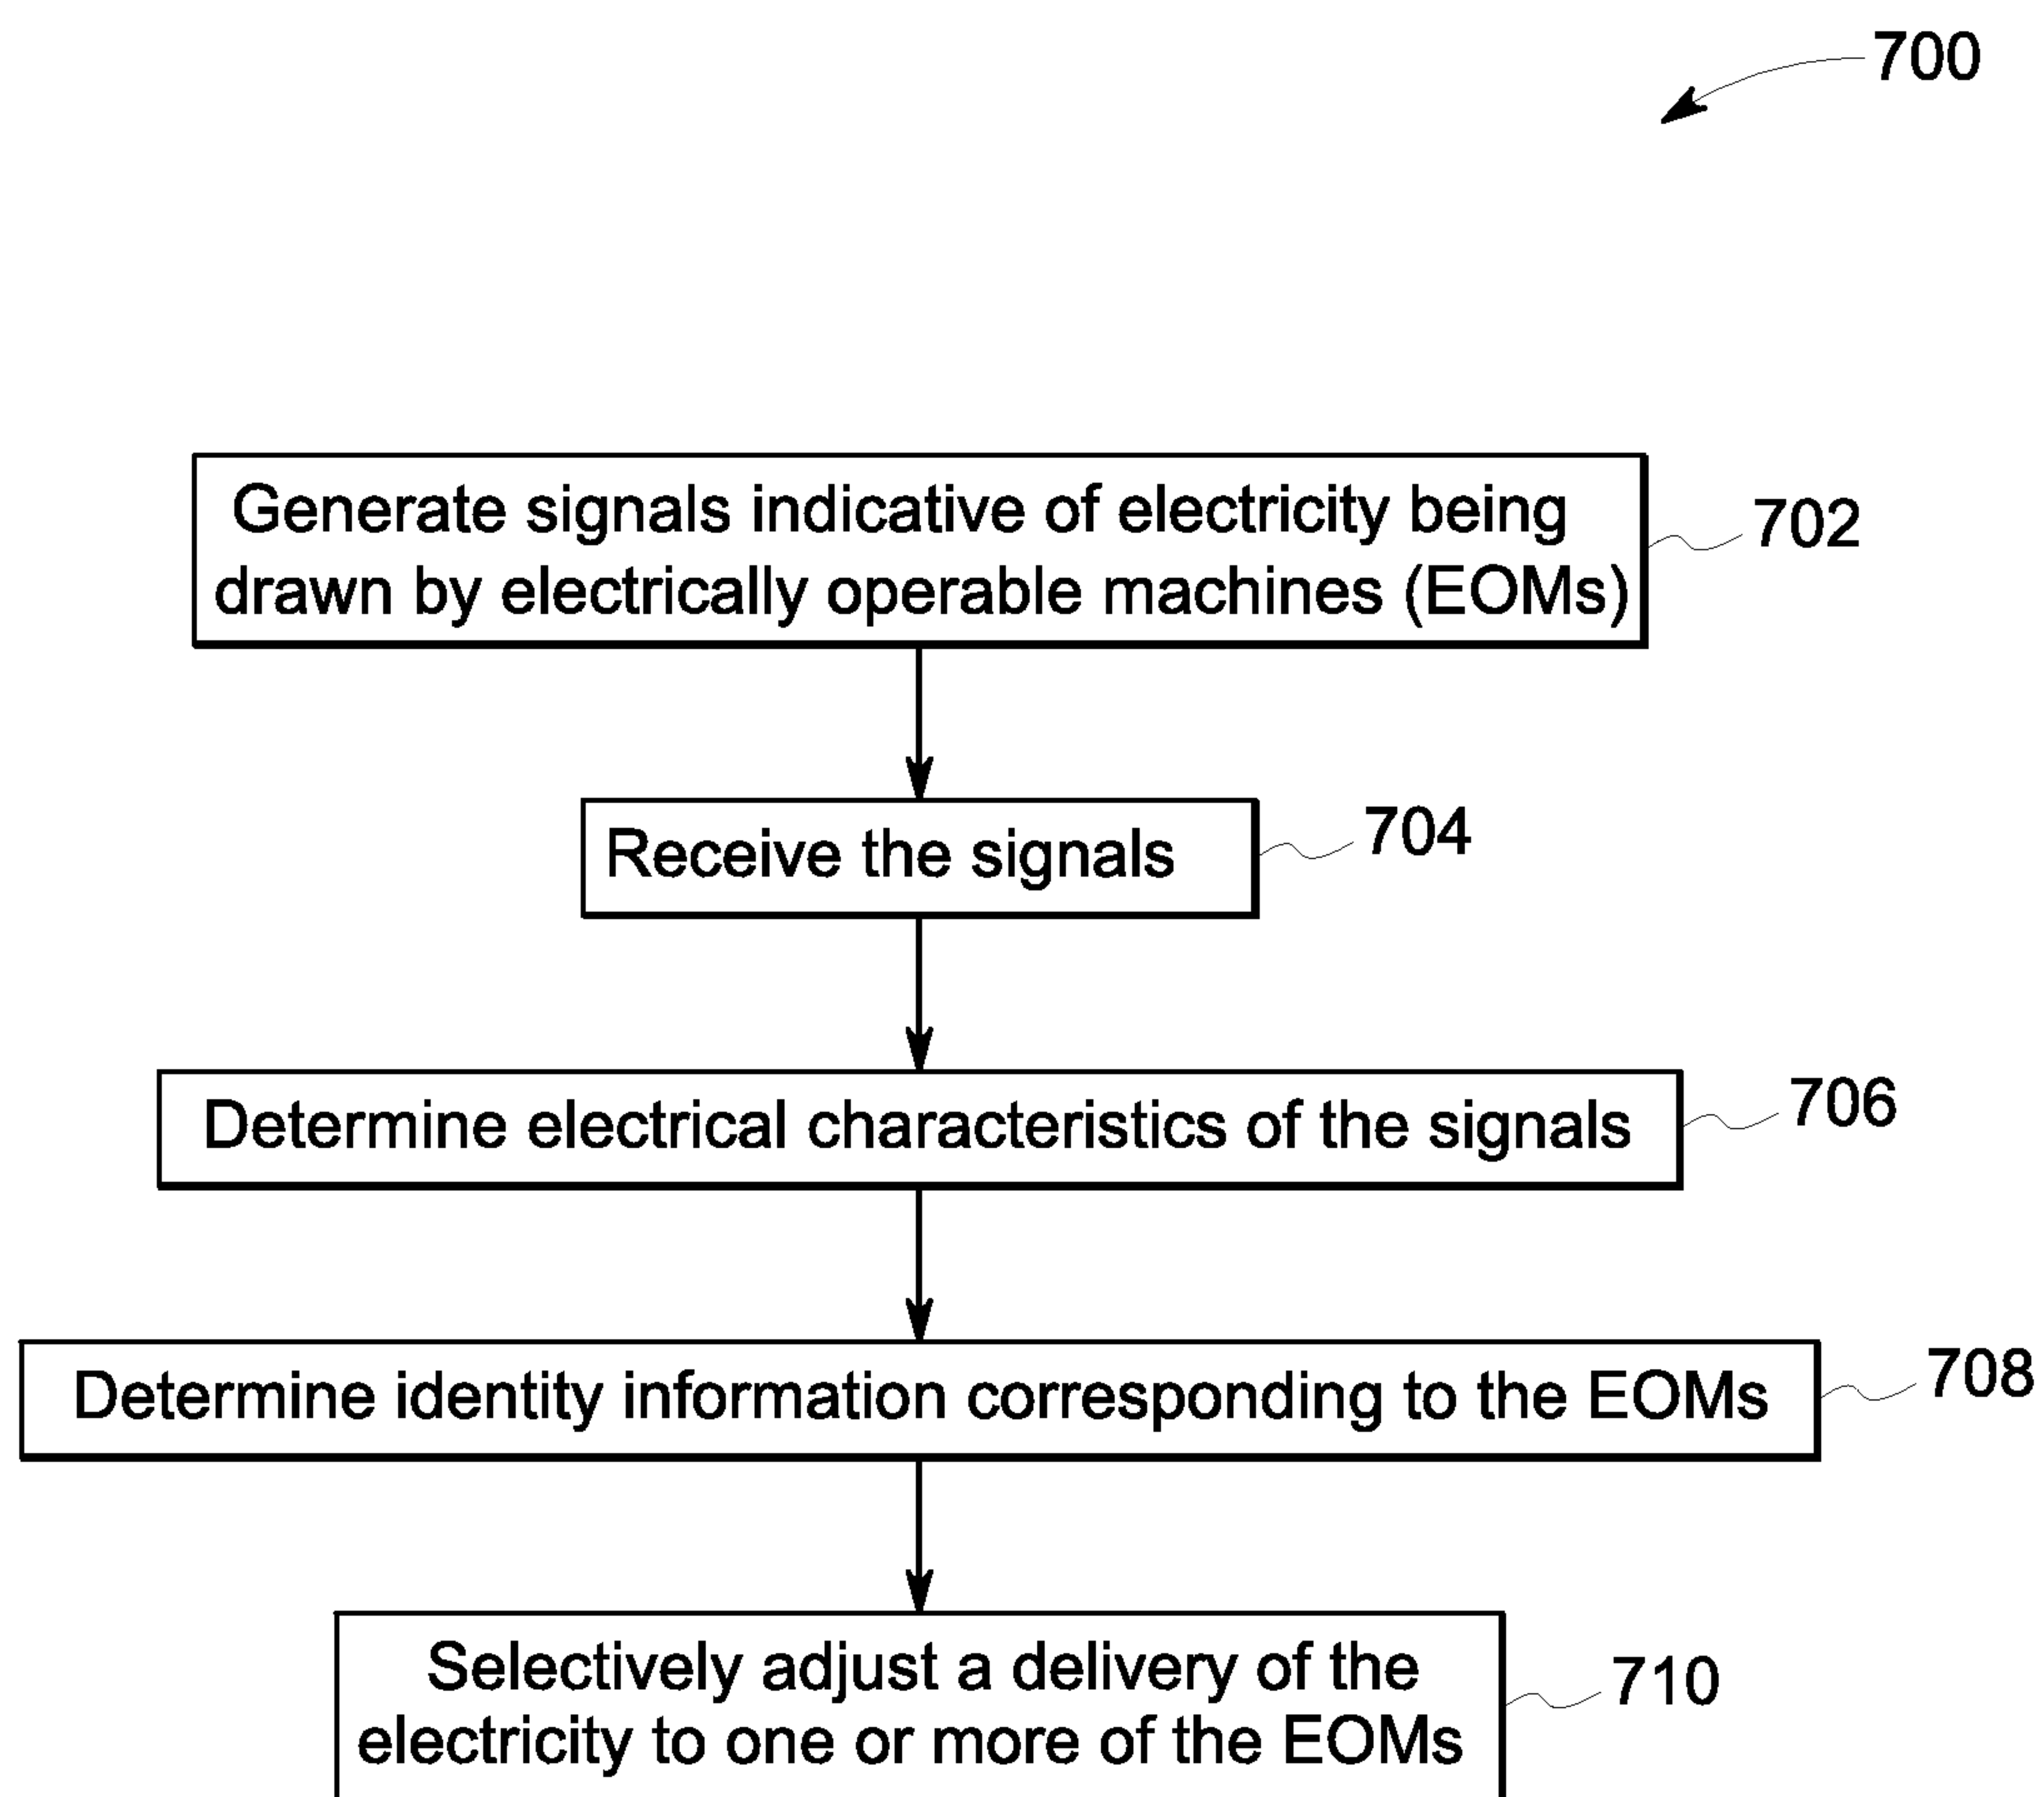 700
Generate signals indicative of electricity being
drawn by electrically operable machines (EOMs)
702
Receive the signals
704
Determine electrical characteristics of the signals
706
Determine identity information corresponding to the EOMs
708
Selectively adjust a delivery of the
electricity to one or more of the EOMs
710